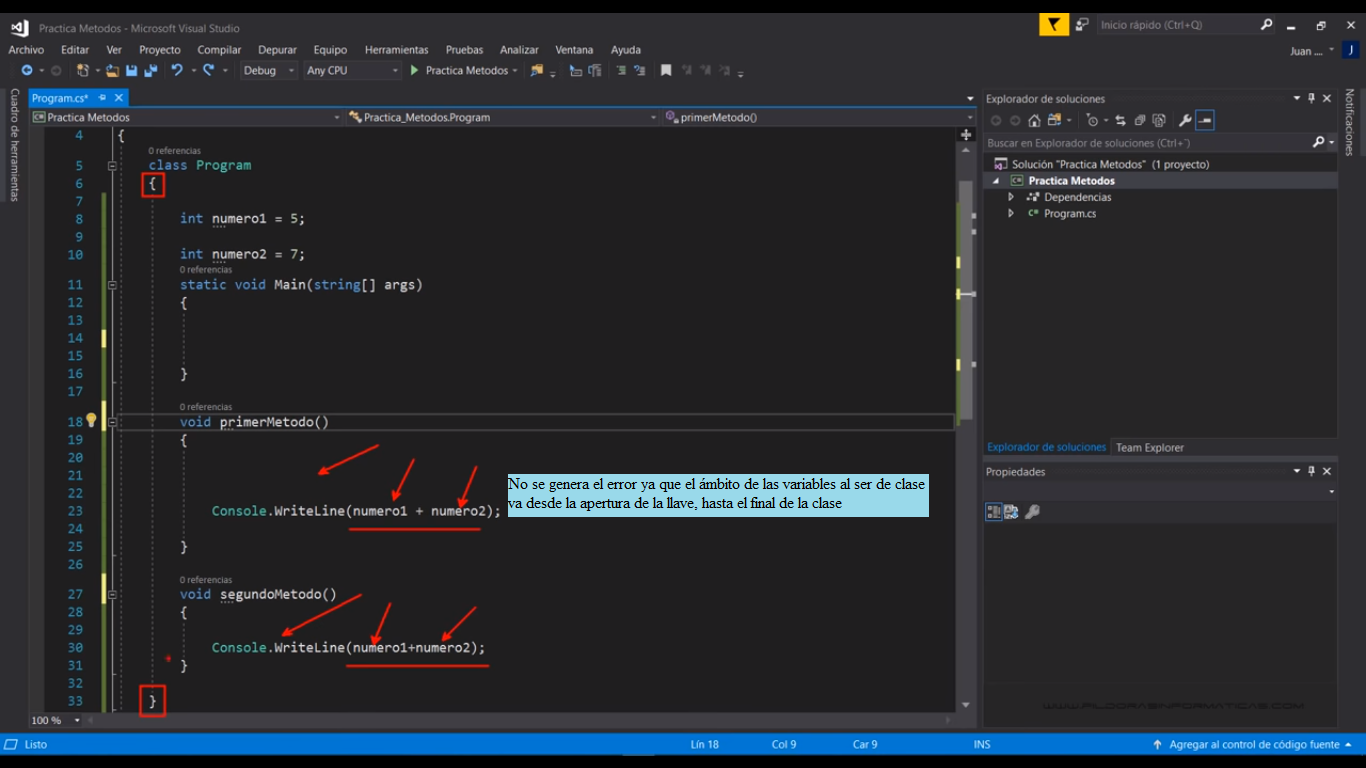 Practica Metodos - Microsoft Visual Studio
Inicio rápido (Ctrl+Q)
Archivo Editar Ver Proyecto Compilar Depurar Equipo Herramientas Pruebas Analizar Ventana Ayuda
Juan .... J
Debug Any CPU Practica Metodos
Cuadro de herramientas
Program.cs*
Practica Metodos Practica_Metodos.Program primerMetodo()
4 {
0 referencias
5 class Program
6 {
7
8 int numero1 = 5;
9
10 int numero2 = 7;
0 referencias
11 static void Main(string[] args)
12 {
13
14
15
16 }
17
0 referencias
18 void primerMetodo()
19 {
20
21
22
23 Console.WriteLine(numero1 + numero2);
24
25 }
26
0 referencias
27 void segundoMetodo()
28 {
29
30 Console.WriteLine(numero1+numero2);
31 }
32
33 }
No se genera el error ya que el ámbito de las variables al ser de clase
va desde la apertura de la llave, hasta el final de la clase
100 %
Explorador de soluciones
Buscar en Explorador de soluciones (Ctrl+¨)
Solución "Practica Metodos" (1 proyecto)
Practica Metodos
Dependencias
C# Program.cs
Explorador de soluciones Team Explorer
Propiedades
Notificaciones
WWW.PILDORASINFORMATICAS.COM
Listo Lín 18 Col 9 Car 9 INS Agregar al control de código fuente